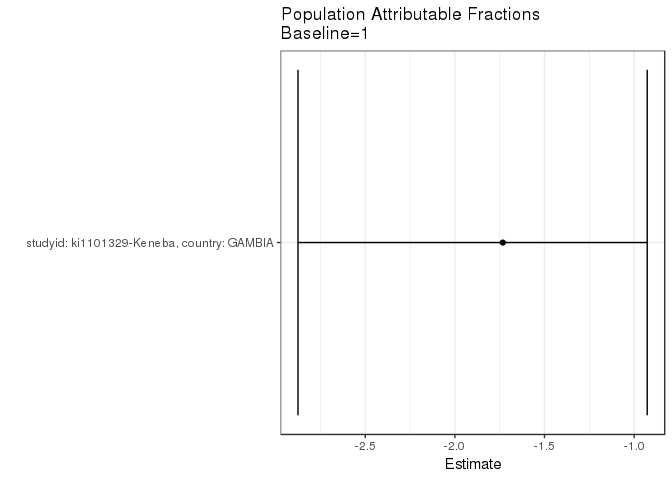 Population Attributable Fractions
Baseline=1
studyid: ki1101329-Keneba, country: GAMBIA
-2.5
-2.0
-1.5
-1.0
Estimate